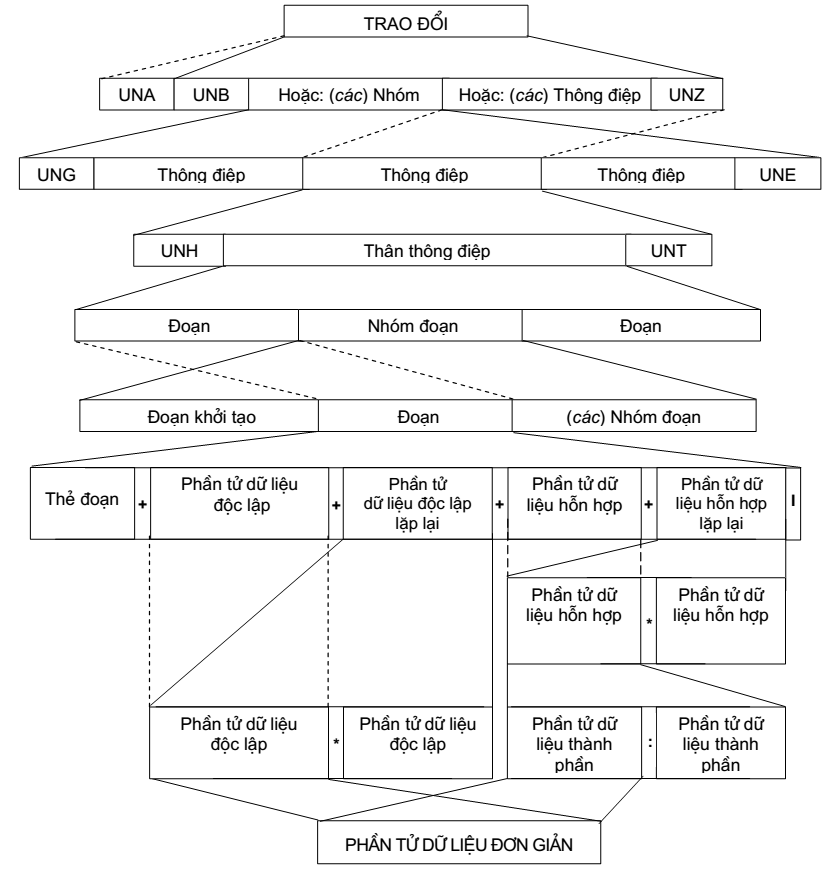 TRAO ĐỔI
UNA UNB Hoặc: (các) Nhóm Hoặc: (các) Thông điệp UNZ
UNG Thông điệp Thông điệp Thông điệp UNE
UNH Thân thông điệp UNT
Đoạn Nhóm đoạn Đoạn
Đoạn khởi tạo Đoạn (các) Nhóm đoạn
Thẻ đoạn + Phần tử dữ liệu độc lập + Phần tử dữ liệu độc lập lặp lại + Phần tử dữ liệu hỗn hợp + Phần tử dữ liệu hỗn hợp lặp lại I
Phần tử dữ liệu hỗn hợp * Phần tử dữ liệu hỗn hợp
Phần tử dữ liệu độc lập * Phần tử dữ liệu độc lập Phần tử dữ liệu thành phần : Phần tử dữ liệu thành phần
PHẦN TỬ DỮ LIỆU ĐƠN GIẢN